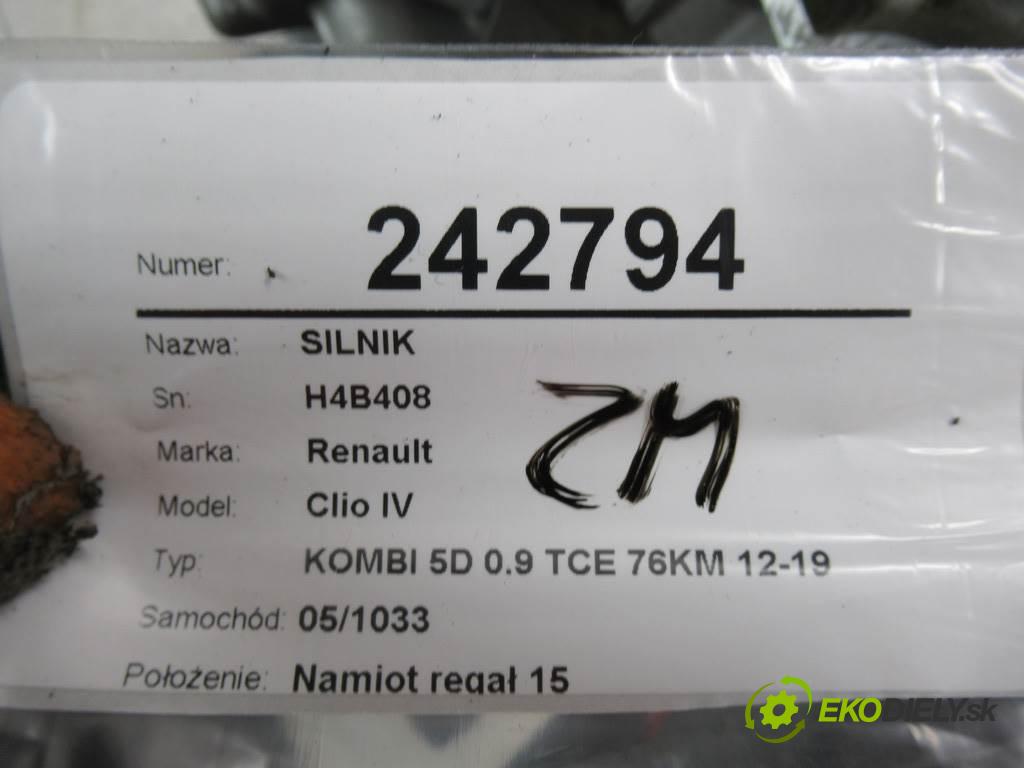 Numer: 242794
Nazwa: SILNIK
Sn: H4B408
ZM
Marka: Renault
Model: Clio IV
Typ: KOMBI 5D 0.9 TCE 76KM 12-19
Samochód: 05/1033
Położenie: Namiot regał 15
EKODIELY.sk